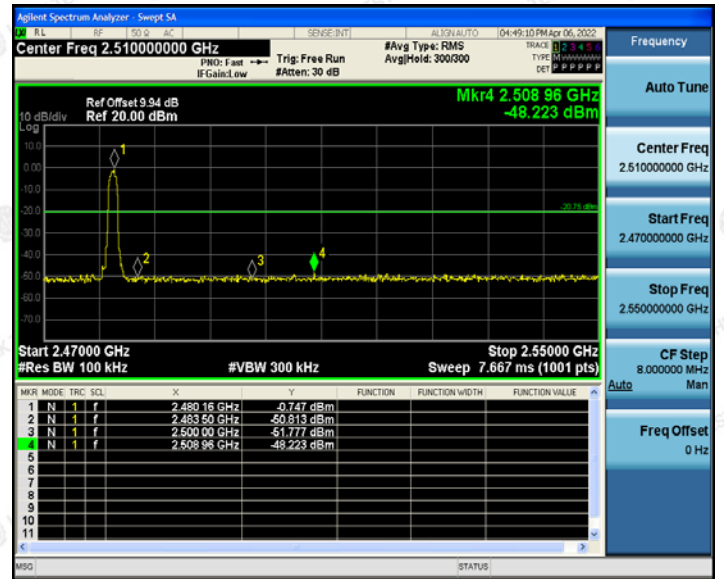 Agilent Spectrum Analyzer - Swept SA
RL RF 50 Ω AC SENSE:INT ALIGNAUTO 04:49:10 PM Apr 06, 2022
Center Freq 2.510000000 GHz
PNO: Fast
IFGain:Low
Trig: Free Run
#Atten: 30 dB
#Avg Type: RMS
Avg|Hold: 300/300
TRACE 1 2 3 4 5 6
TYPE M
DET P P P P P P
Ref Offset 9.94 dB
Ref 20.00 dBm
10 dB/div
Log
Mkr4 2.508 96 GHz
-48.223 dBm
10.0
0.00
-10.0
-20.0
-30.0
-40.0
-50.0
-60.0
-70.0
1
2
3
4
-20.75 dBm
Start 2.47000 GHz Stop 2.55000 GHz
#Res BW 100 kHz #VBW 300 kHz Sweep 7.667 ms (1001 pts)
MKR MODE TRC SCL X Y FUNCTION FUNCTION WIDTH FUNCTION VALUE
1 N 1 f 2.480 16 GHz -0.747 dBm
2 N 1 f 2.483 50 GHz -50.813 dBm
3 N 1 f 2.500 00 GHz -51.777 dBm
4 N 1 f 2.508 96 GHz -48.223 dBm
5
6
7
8
9
10
11
MSG STATUS
Frequency
Auto Tune
Center Freq
2.510000000 GHz
Start Freq
2.470000000 GHz
Stop Freq
2.550000000 GHz
CF Step
8.000000 MHz
Auto Man
Freq Offset
0 Hz